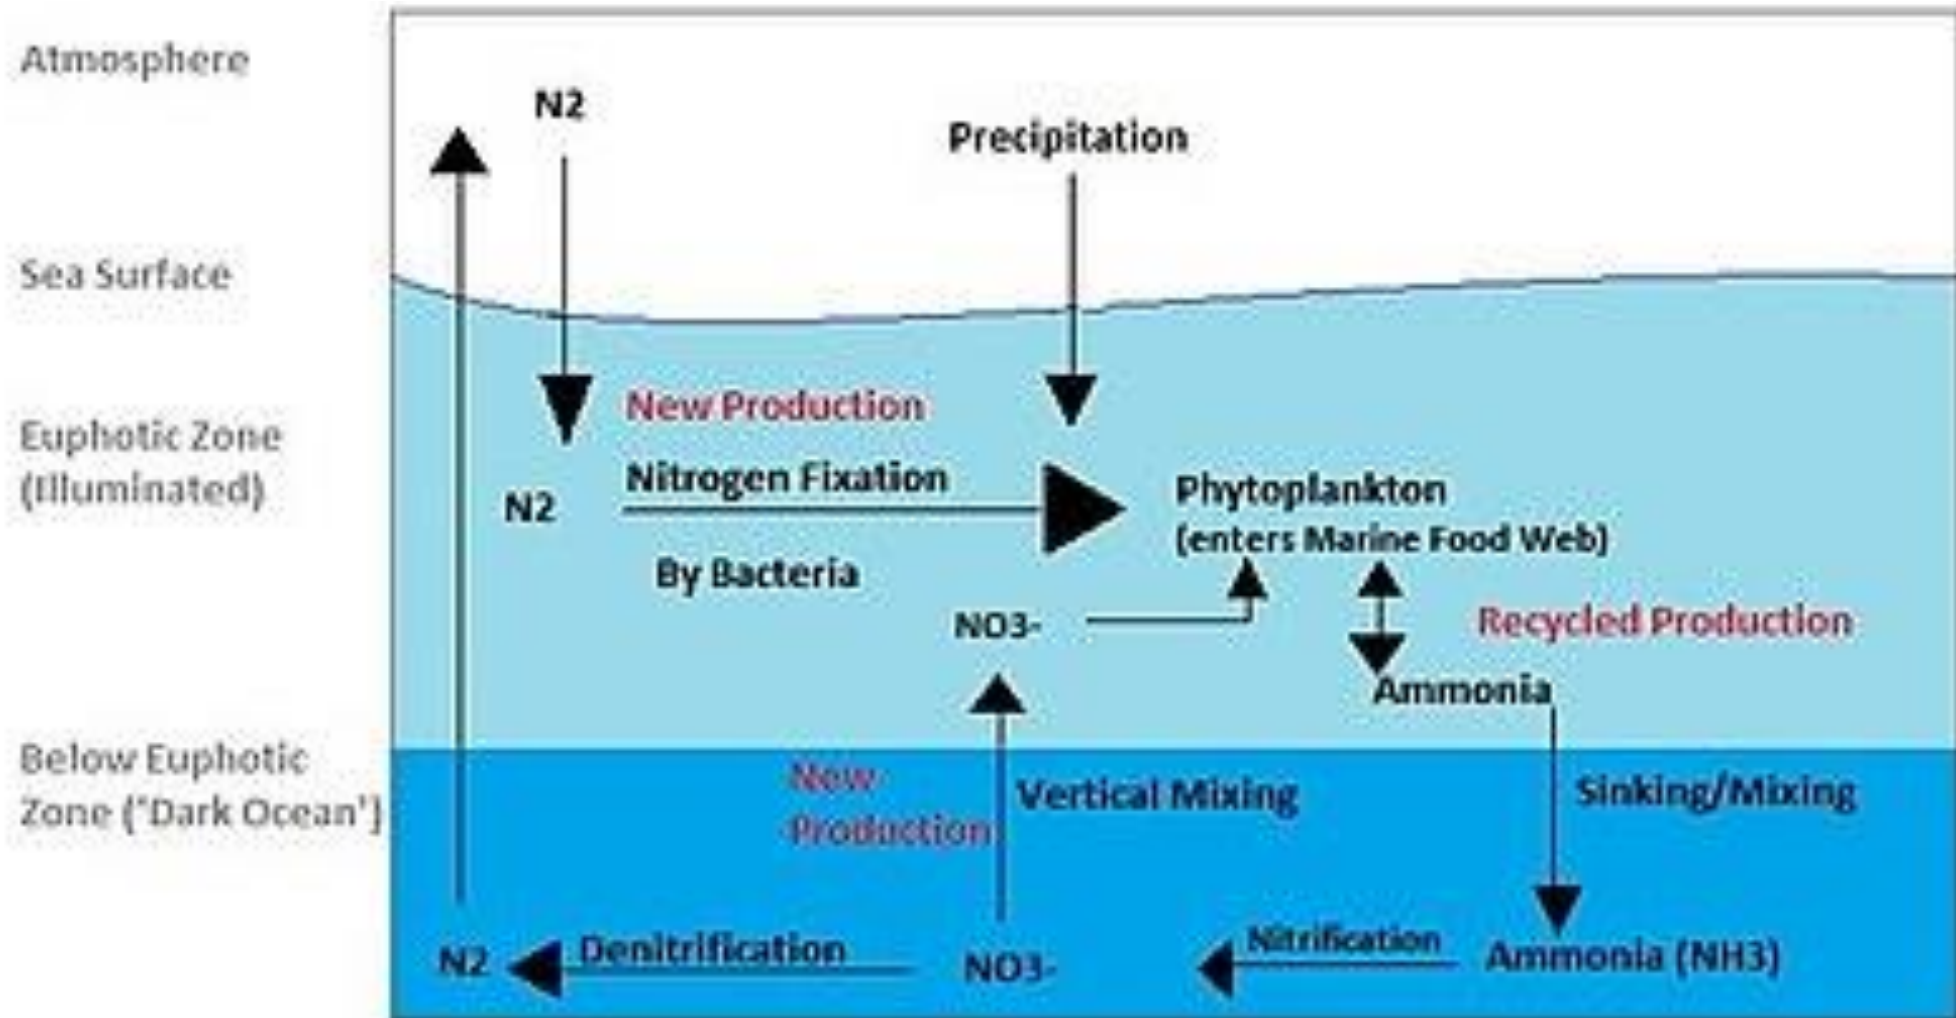 Atmosphere
N2
Precipitation
Sea Surface
New Production
Euphotic Zone
(Illuminated)
Nitrogen Fixation
N2
By Bacteria
Phytoplankton
(enters Marine Food Web)
NO3-
Recycled Production
Ammonia
Below Euphotic
Zone ('Dark Ocean')
New
Production
Vertical Mixing
Sinking/Mixing
N2
Denitrification
NO3-
Nitrification
Ammonia (NH3)